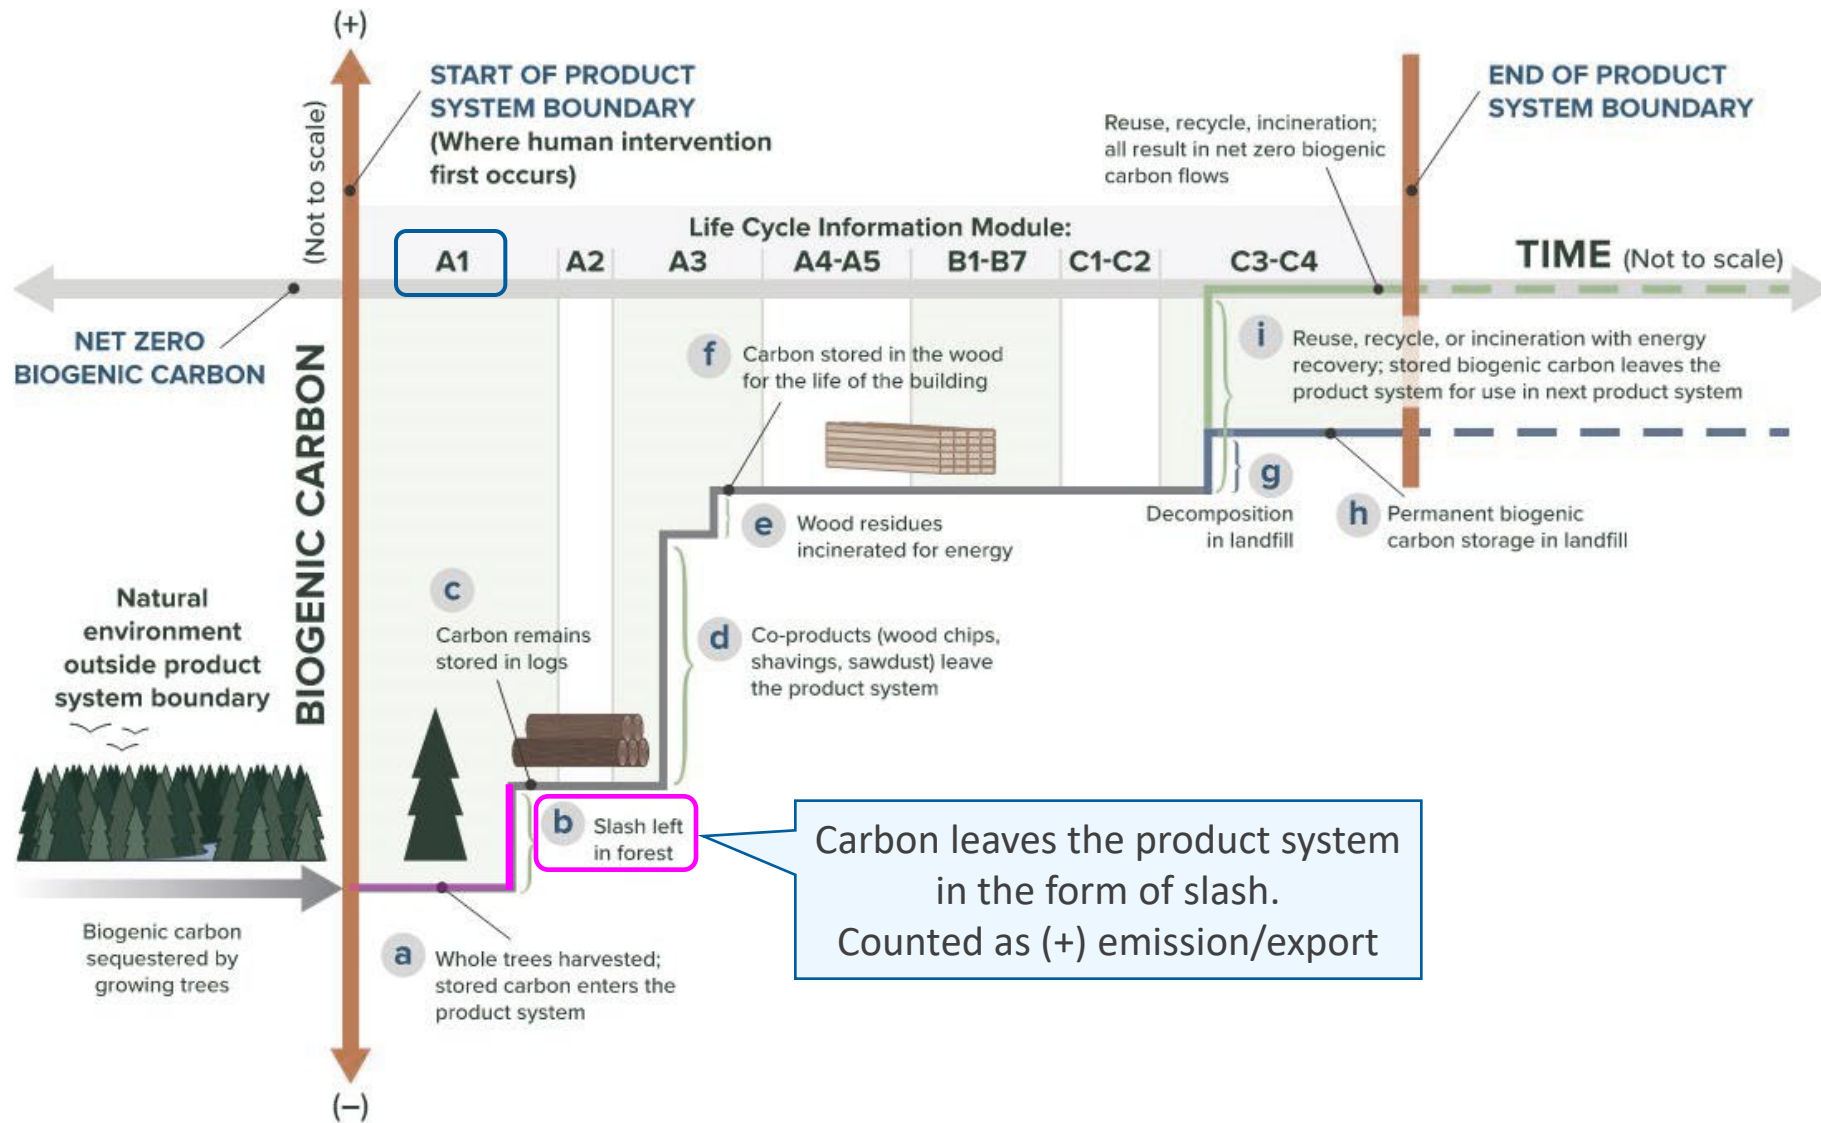 (+)
(Not to scale)
START OF PRODUCT
SYSTEM BOUNDARY
(Where human intervention
first occurs)
Reuse, recycle, incineration;
all result in net zero biogenic
carbon flows
END OF PRODUCT
SYSTEM BOUNDARY
Life Cycle Information Module:
A1
A2
A3
A4-A5
B1-B7
C1-C2
C3-C4
TIME (Not to scale)
NET ZERO
BIOGENIC CARBON
BIOGENIC CARBON
f
Carbon stored in the wood
for the life of the building
i
Reuse, recycle, or incineration with energy
recovery; stored biogenic carbon leaves the
product system for use in next product system
g
Decomposition
in landfill
h
Permanent biogenic
carbon storage in landfill
e
Wood residues
incinerated for energy
c
Carbon remains
stored in logs
d
Co-products (wood chips,
shavings, sawdust) leave
the product system
Natural
environment
outside product
system boundary
b
Slash left
in forest
Carbon leaves the product system
in the form of slash.
Counted as (+) emission/export
Biogenic carbon
sequestered by
growing trees
a
Whole trees harvested;
stored carbon enters the
product system
(−)